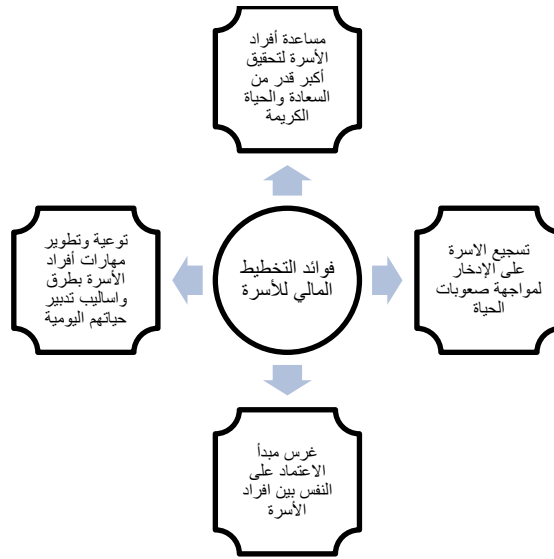 مساعدة أفراد
الأسرة لتحقيق
أكبر قدر من
السعادة والحياة
الكريمة
توعية وتطوير
مهارات أفراد
الأسرة بطرق
واساليب تدبير
حياتهم اليومية
فوائد التخطيط
المالي للأسرة
تسجيع الاسرة
على الإدخار
لمواجهة صعوبات
الحياة
غرس مبدأ
الاعتماد على
النفس بين افراد
الأسرة